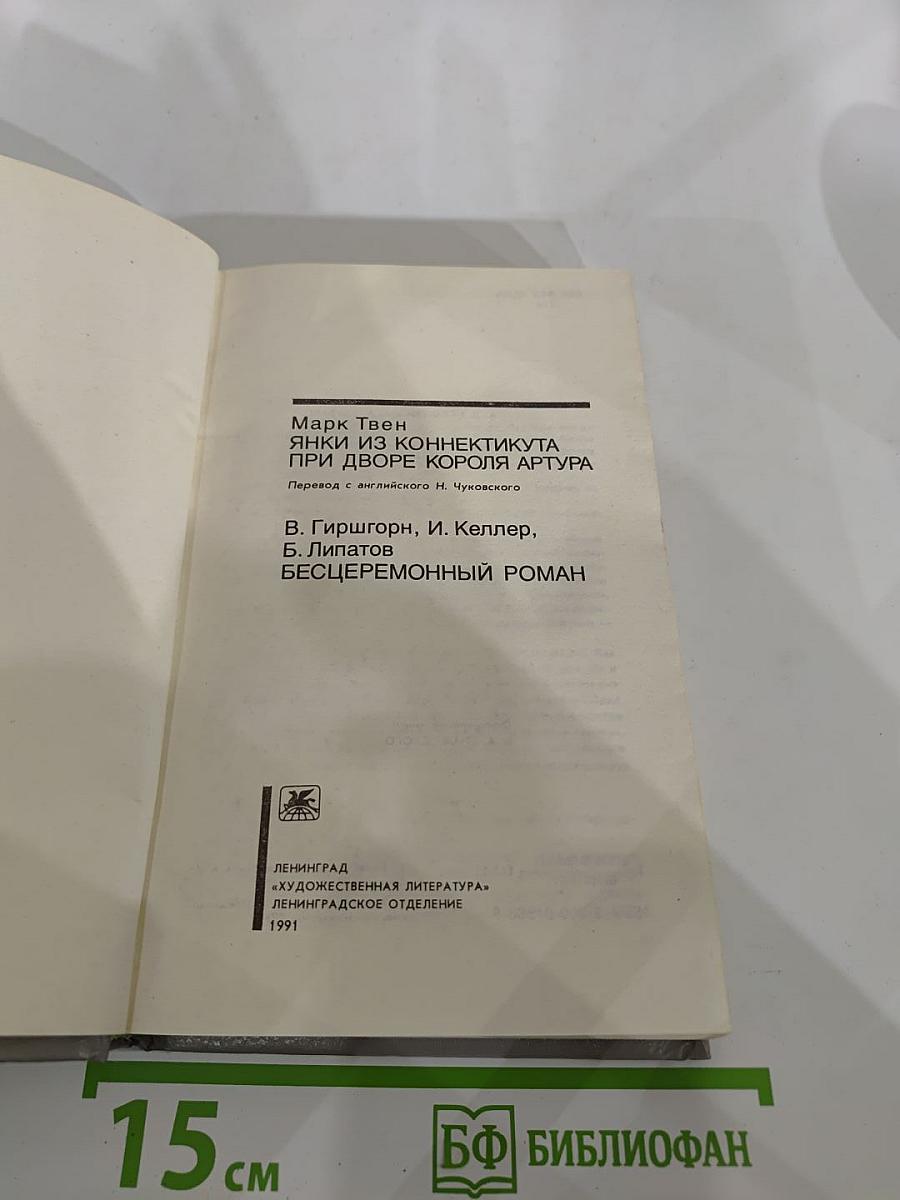 Марк Твен
ЯНКИ ИЗ КОННЕКТИКУТА
ПРИ ДВОРЕ КОРОЛЯ АРТУРА
Перевод с английского Н. Чуковского
В. Гиршгорн, И. Келлер,
Б. Липатов
БЕСЦЕРЕМОННЫЙ РОМАН
ЛЕНИНГРАД
«ХУДОЖЕСТВЕННАЯ ЛИТЕРАТУРА»
ЛЕНИНГРАДСКОЕ ОТДЕЛЕНИЕ
1991
15 см
БФ БИБЛИОФАН